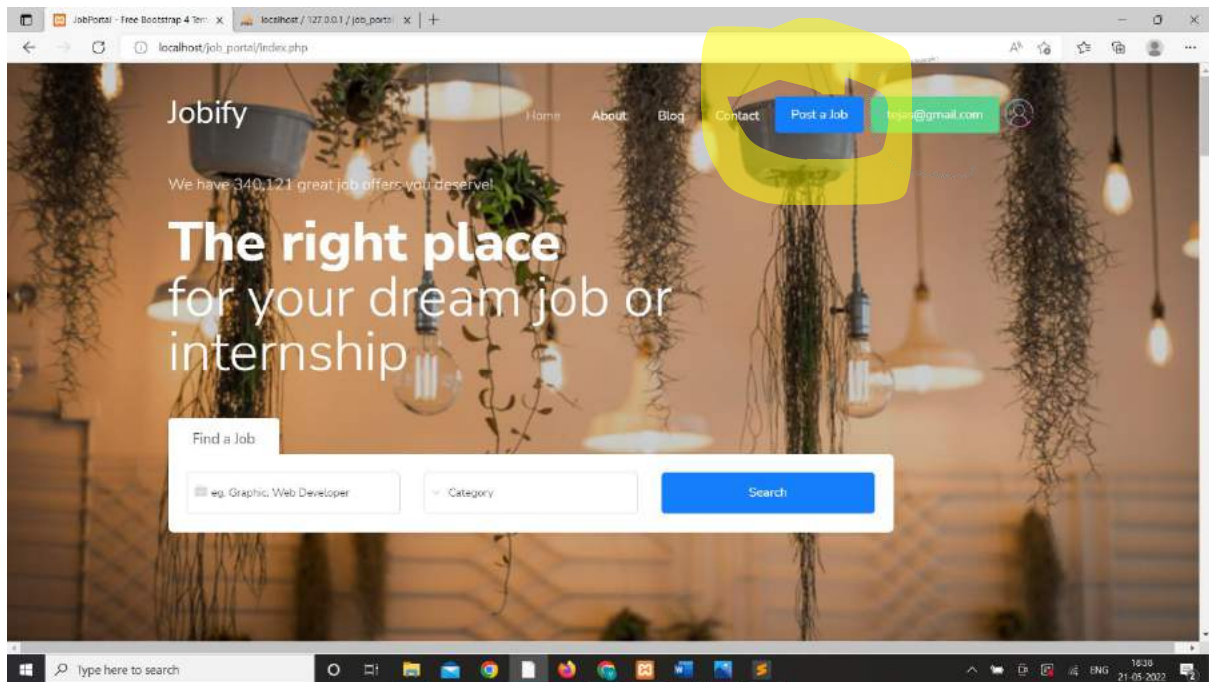 JobPortal - Free Bootstrap 4 Tem
localhost / 127.0.0.1 / job_portal
localhost/job_portal/index.php
Jobify
Home About Blog Contact Post a Job tejas@gmail.com
We have 340,121 great job offers you deserve!
The right place
for your dream job or
internship
Find a Job
eg. Graphic, Web Developer Category Search
Type here to search
ENG
18:38
21-05-2022